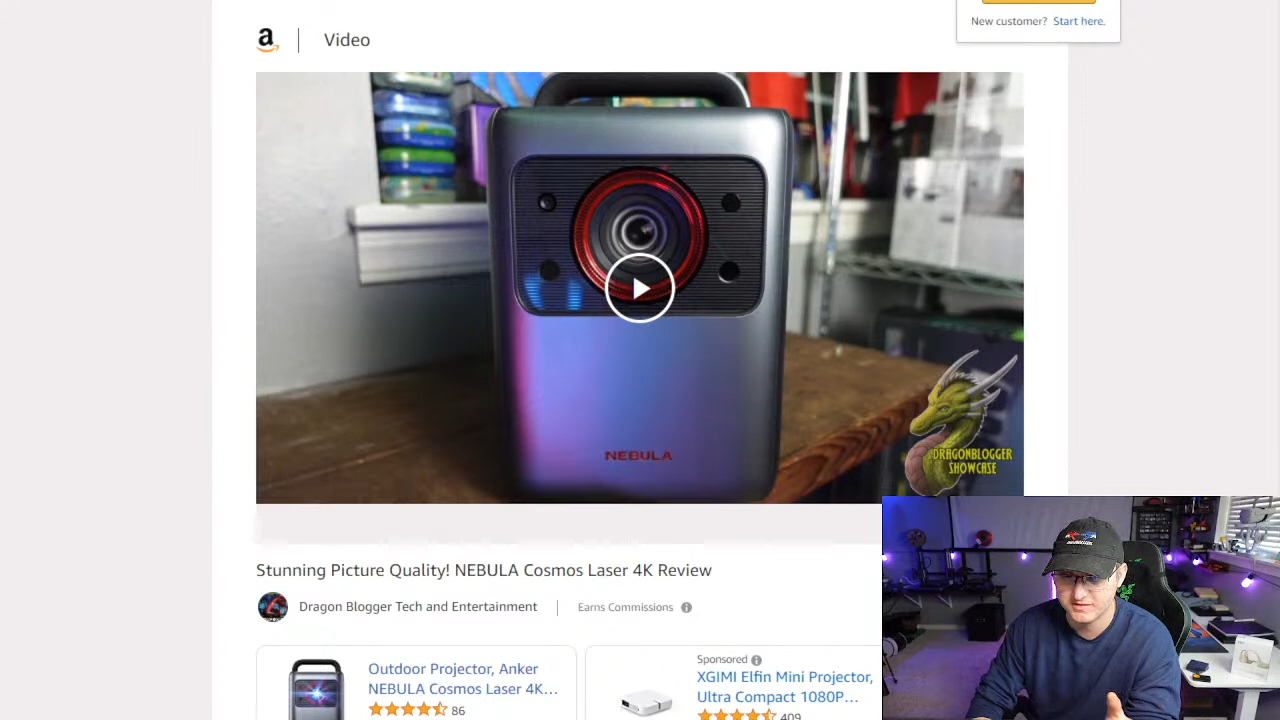 New customer? Start here.
a
Video
NEBULA
DRAGONBLOGGER
SHOWCASE
Stunning Picture Quality! NEBULA Cosmos Laser 4K Review
Dragon Blogger Tech and Entertainment
Earns Commissions
Outdoor Projector, Anker
NEBULA Cosmos Laser 4K...
86
Sponsored
XGIMI Elfin Mini Projector,
Ultra Compact 1080P...
409